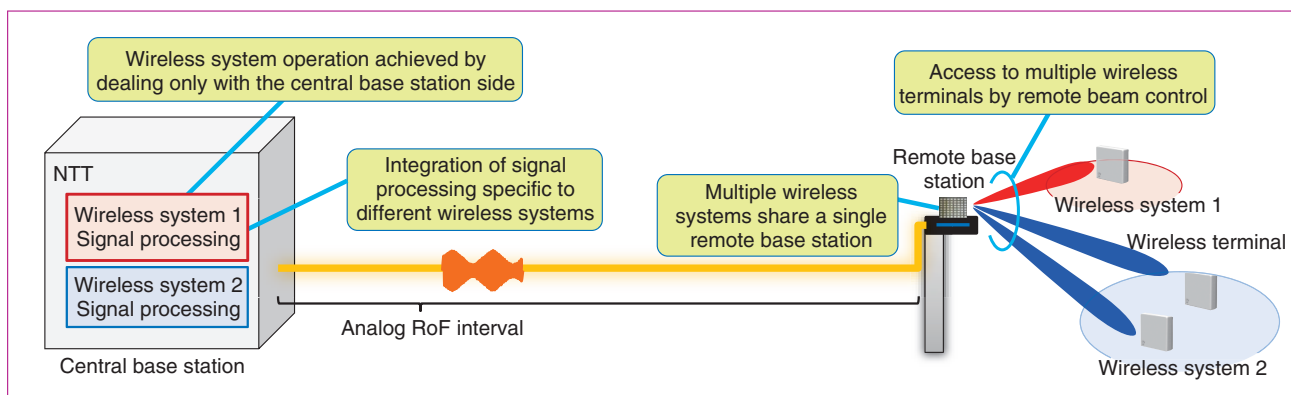 Wireless system operation achieved by
dealing only with the central base station side
Access to multiple wireless
terminals by remote beam control
NTT
Integration of signal
processing specific to
different wireless systems
Multiple wireless
systems share a single
remote base station
Remote base
station
Wireless system 1
Signal processing
Wireless system 1
Wireless terminal
Wireless system 2
Signal processing
Analog RoF interval
Central base station
Wireless system 2